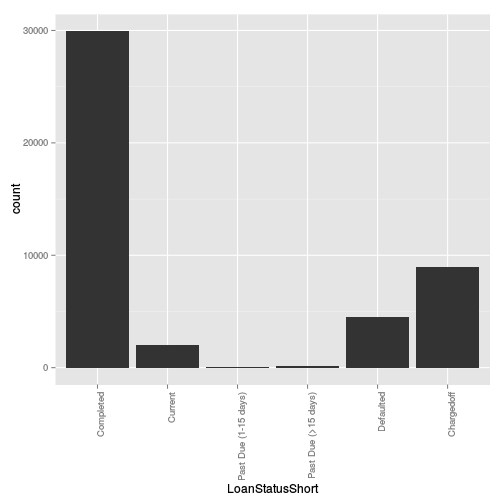 30000
20000
10000
0
count
Completed
Current
Past Due (1-15 days)
Past Due (>15 days)
Defaulted
Chargedoff
LoanStatusShort